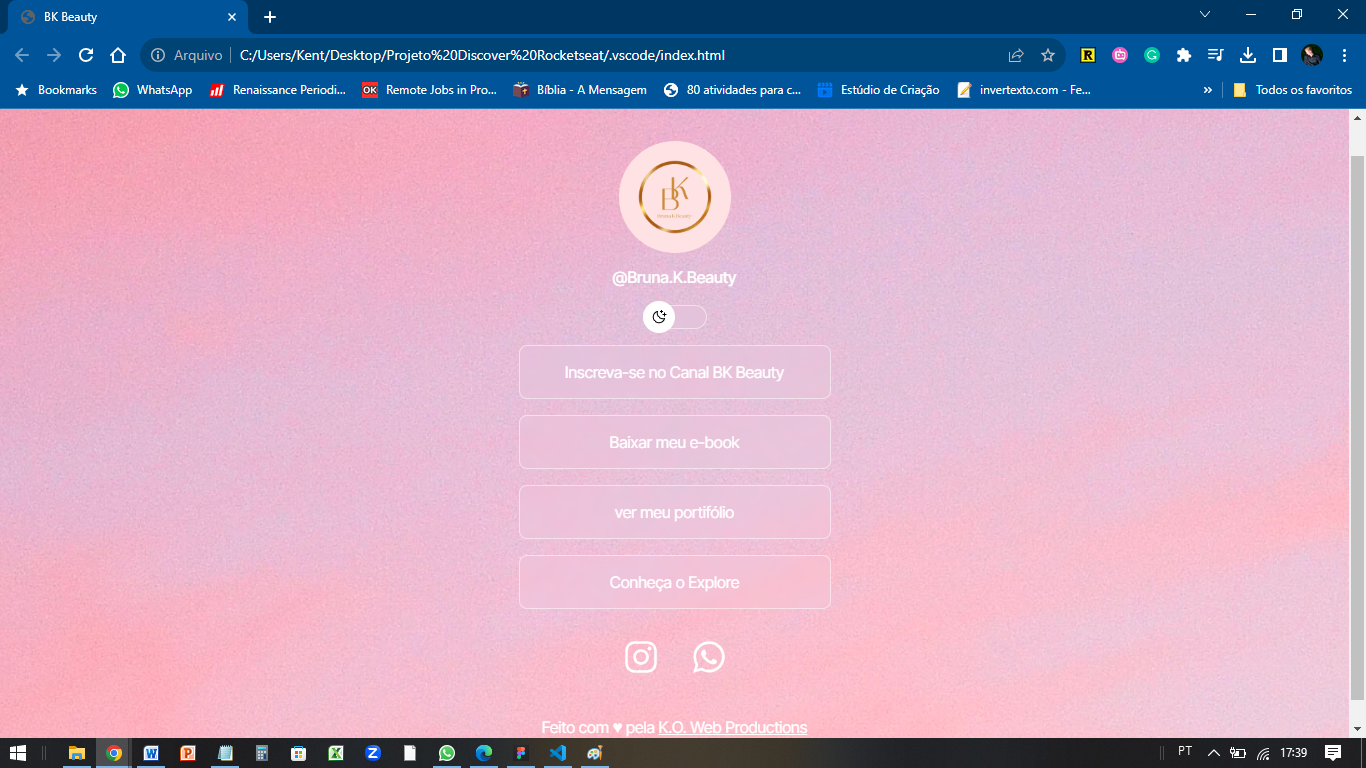 BK Beauty
Arquivo
C:/Users/Kent/Desktop/Projeto%20Discover%20Rocketseat/.vscode/index.html
Bookmarks
WhatsApp
Renaissance Periodi...
Remote Jobs in Pro...
Bíblia - A Mensagem
80 atividades para c...
Estúdio de Criação
invertexto.com - Fe...
»
Todos os favoritos
BK
Bruna K Beauty
@Bruna.K.Beauty
Inscreva-se no Canal BK Beauty
Baixar meu e-book
ver meu portifólio
Conheça o Explore
Feito com ♥ pela K.O. Web Productions
PT
17:39